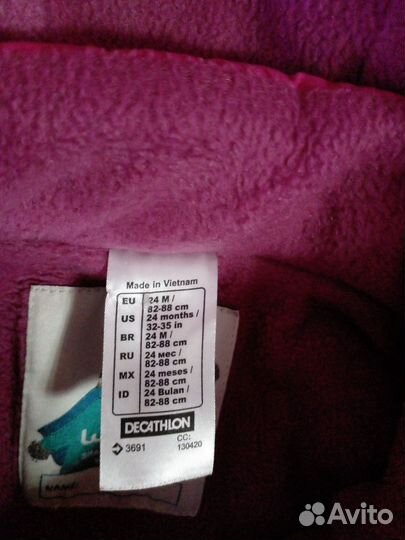 Made in Vietnam
EU 24 M / 82-88 cm
US 24 months / 32-35 in
BR 24 M / 82-88 cm
RU 24 мес / 82-88 cm
MX 24 meses / 82-88 cm
ID 24 Bulan / 82-88 cm
DECATHLON
3691 CC: 130420
NAME:
Avito